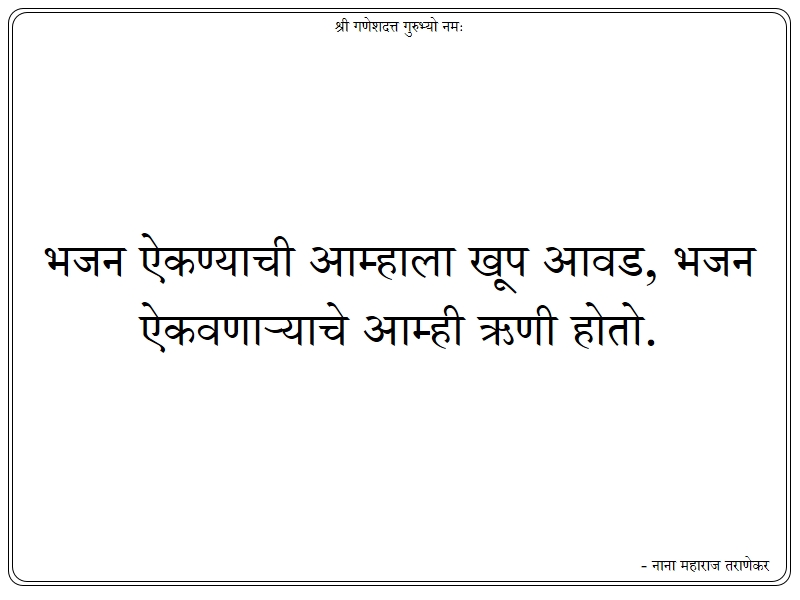 श्री गणेशदत्त गुरुभ्यो नमः
भजन ऐकण्याची आम्हाला खूप आवड, भजन
ऐकवणाऱ्याचे आम्ही ऋणी होतो.
- नाना महाराज तराणेकर